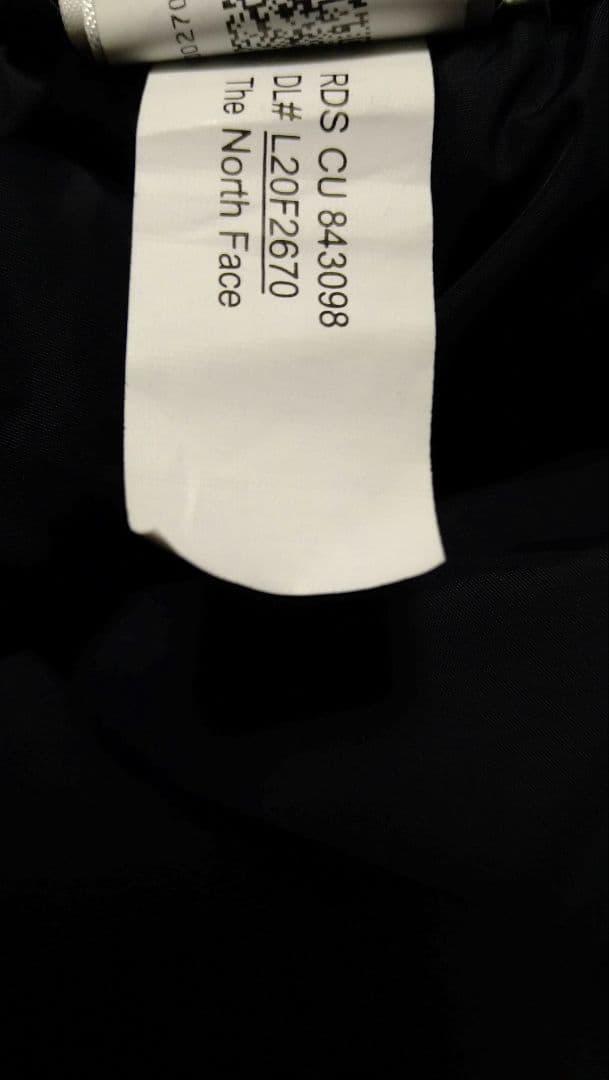 RDS CU 843098
DL# L20F2670
The North Face